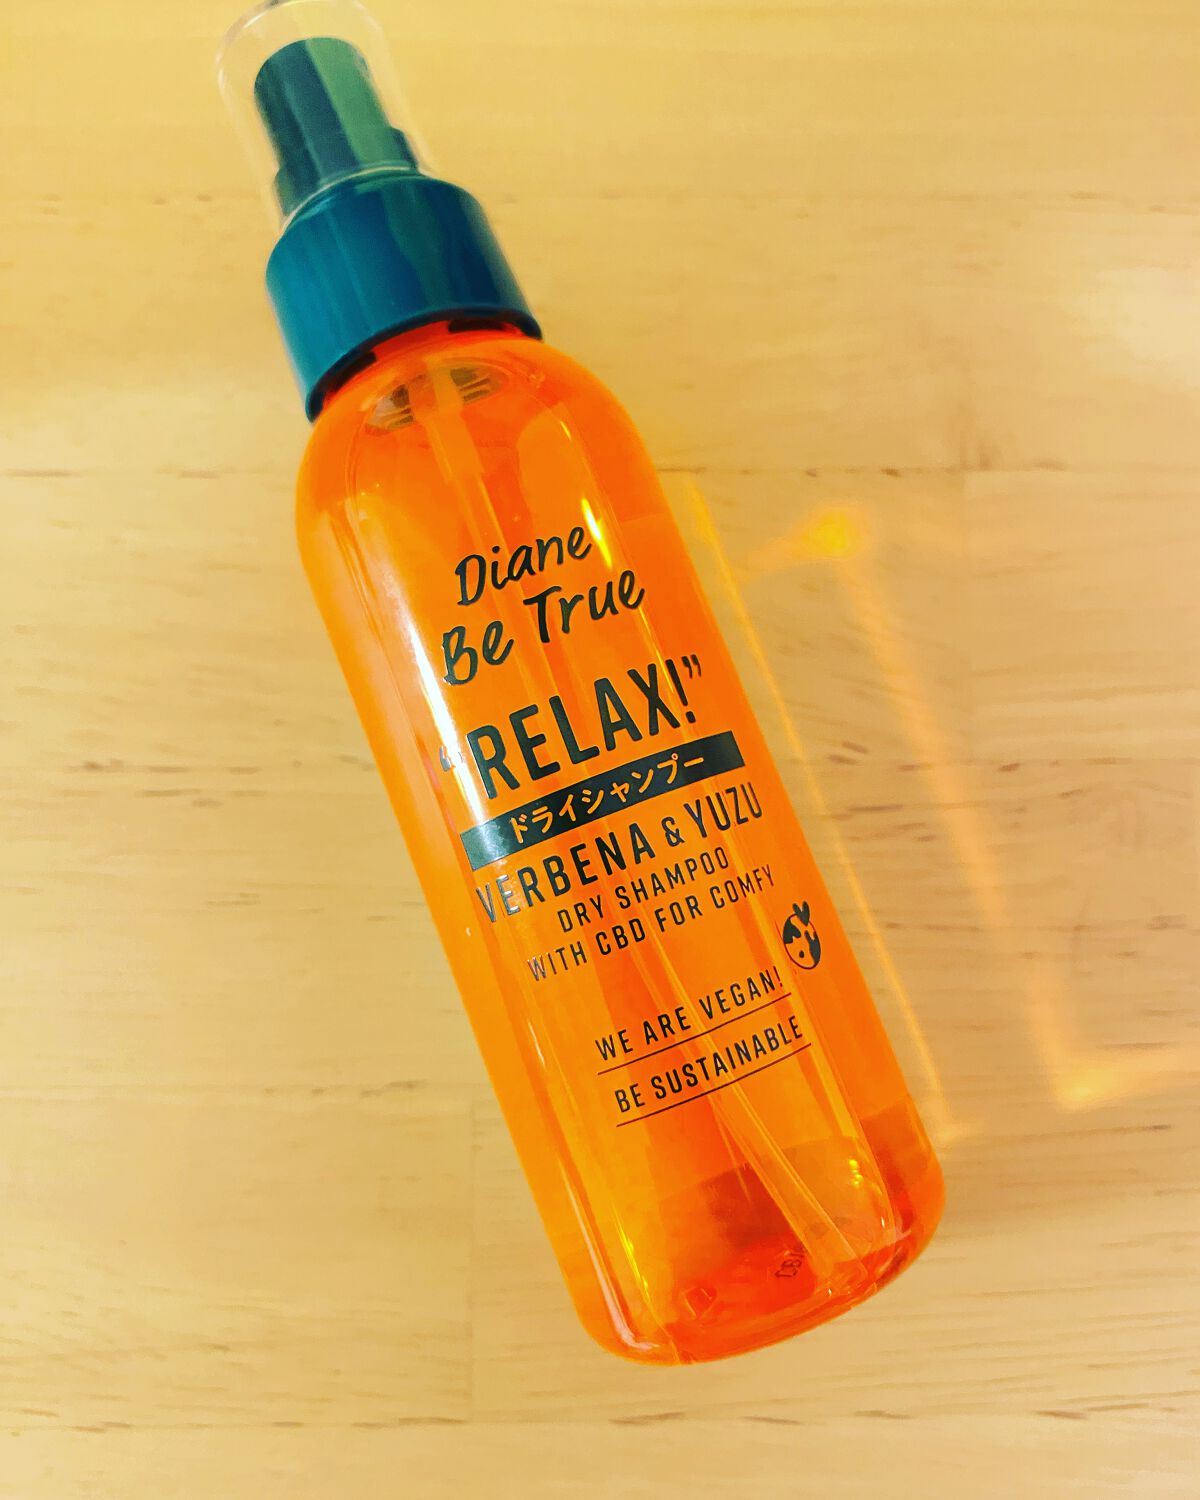 Diane
Be True
“RELAX!”
ドライシャンプー
VERBENA & YUZU
DRY SHAMPOO
WITH CBD FOR COMFY
WE ARE VEGAN!
BE SUSTAINABLE